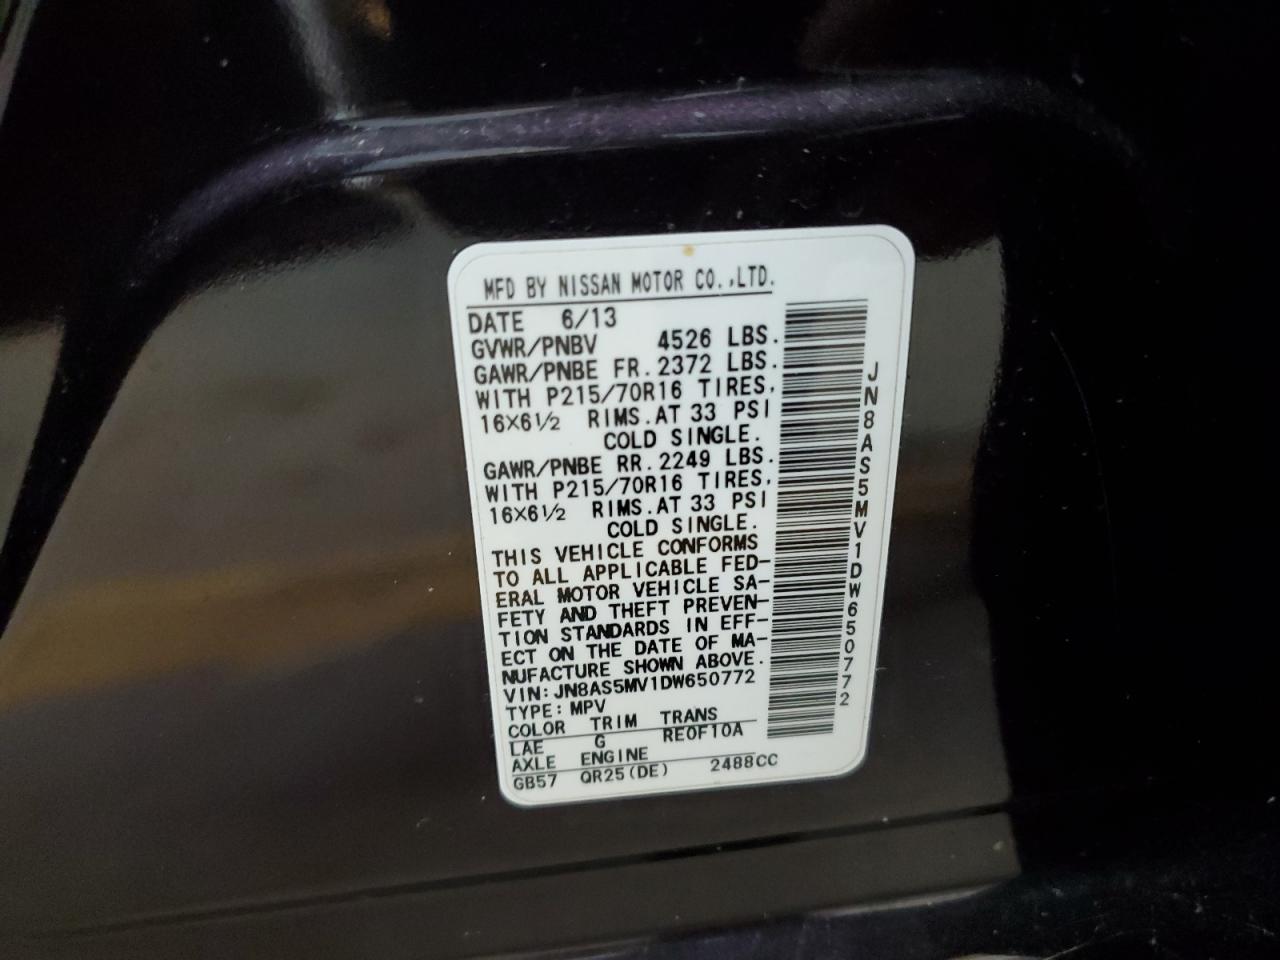 MFD BY NISSAN MOTOR CO.,LTD.
DATE 6/13
GVWR/PNBV 4526 LBS.
GAWR/PNBE FR. 2372 LBS.
WITH P215/70R16 TIRES,
16X6½ RIMS. AT 33 PSI
COLD SINGLE.
GAWR/PNBE RR. 2249 LBS.
WITH P215/70R16 TIRES,
16X6½ RIMS. AT 33 PSI
COLD SINGLE.
THIS VEHICLE CONFORMS
TO ALL APPLICABLE FED-
ERAL MOTOR VEHICLE SA-
FETY AND THEFT PREVEN-
TION STANDARDS IN EFF-
ECT ON THE DATE OF MA-
NUFACTURE SHOWN ABOVE.
VIN: JN8AS5MV1DW650772
TYPE: MPV
COLOR TRIM TRANS
LAE G RE0F10A
AXLE ENGINE
GB57 QR25(DE) 2488CC
JN8AS5MV1DW650772